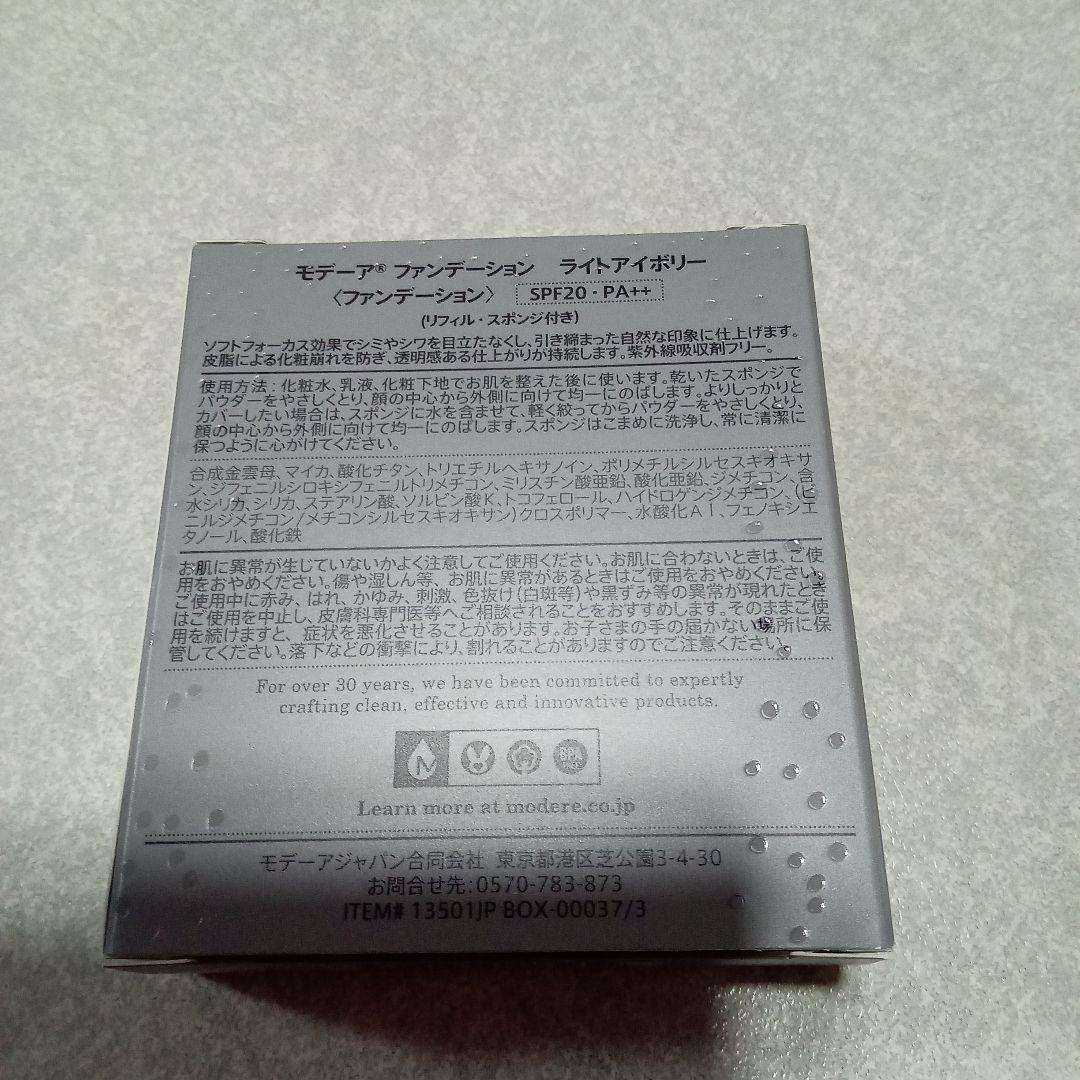 モデーア® ファンデーション ライトアイボリー
〈ファンデーション〉 SPF20・PA++
(リフィル・スポンジ付き)
ソフトフォーカス効果でシミやシワを目立たなくし、引き締まった自然な印象に仕上げます。
皮脂による化粧崩れを防ぎ、透明感ある仕上がりが持続します。紫外線吸収剤フリー。
使用方法：化粧水、乳液、化粧下地でお肌を整えた後に使います。乾いたスポンジで
パウダーをやさしくとり、顔の中心から外側に向けて均一にのばします。よりしっかりと
カバーしたい場合は、スポンジに水を含ませて、軽く絞ってからパウダーをやさしくとり、
顔の中心から外側に向けて均一にのばします。スポンジはこまめに洗浄し、常に清潔に
保つように心がけてください。
合成金雲母、マイカ、酸化チタン、トリエチルヘキサノイン、ポリメチルシルセスキオキサ
ン、ジフェニルシロキシフェニルトリメチコン、ミリスチン酸亜鉛、酸化亜鉛、ジメチコン、含
水シリカ、シリカ、ステアリン酸、ソルビン酸K、トコフェロール、ハイドロゲンジメチコン、（ビ
ニルジメチコン/メチコンシルセスキオキサン）クロスポリマー、水酸化Aｌ、フェノキシエ
タノール、酸化鉄
お肌に異常が生じていないかよく注意してご使用ください。お肌に合わないときは、ご使
用をおやめください。傷や湿しん等、お肌に異常があるときはご使用をおやめください。
ご使用中に赤み、はれ、かゆみ、刺激、色抜け(白斑等)や黒ずみ等の異常が現れたとき
はご使用を中止し、皮膚科専門医等へご相談されることをおすすめします。そのままご使
用を続けますと、症状を悪化させることがあります。お子さまの手の届かない場所に保
管してください。落下などの衝撃により、割れることがありますのでご注意ください。
For over 30 years, we have been committed to expertly
crafting clean, effective and innovative products.
BPA
Learn more at modere.co.jp
モデーアジャパン合同会社 東京都港区芝公園3-4-30
お問合せ先：0570-783-873
ITEM# 13501JP BOX-00037/3